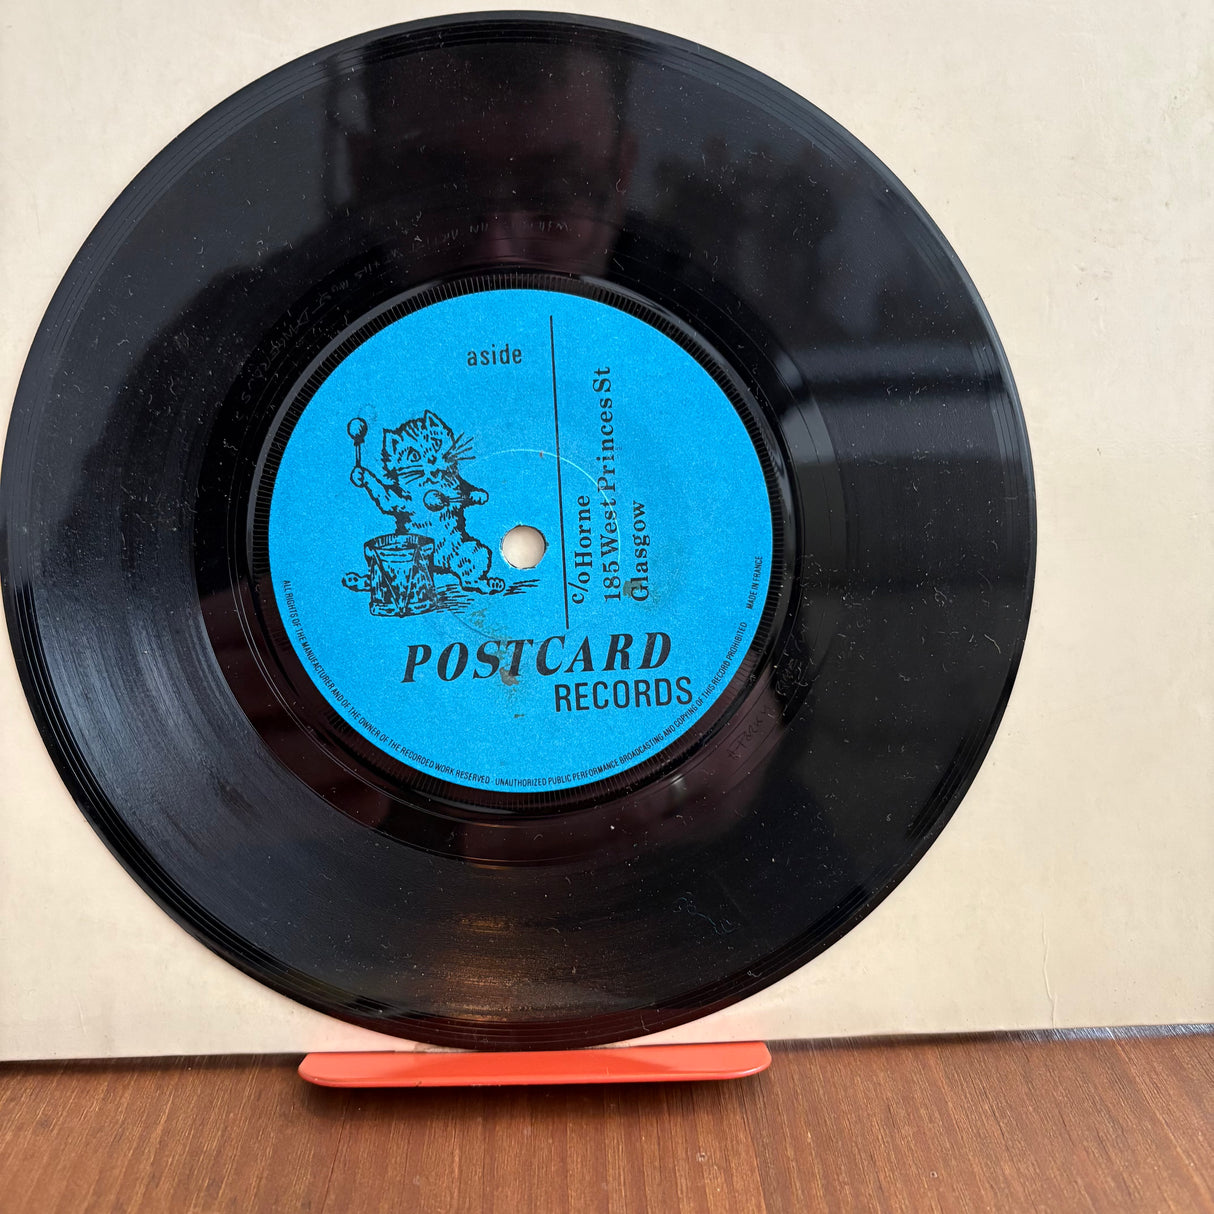 aside
c/o Horne
185 West Princes St
Glasgow
POSTCARD
RECORDS
ALL RIGHTS OF THE MANUFACTURER AND OF THE OWNER OF THE RECORDED WORK RESERVED - UNAUTHORIZED PUBLIC PERFORMANCE BROADCASTING AND COPYING OF THIS RECORD PROHIBITED MADE IN FRANCE